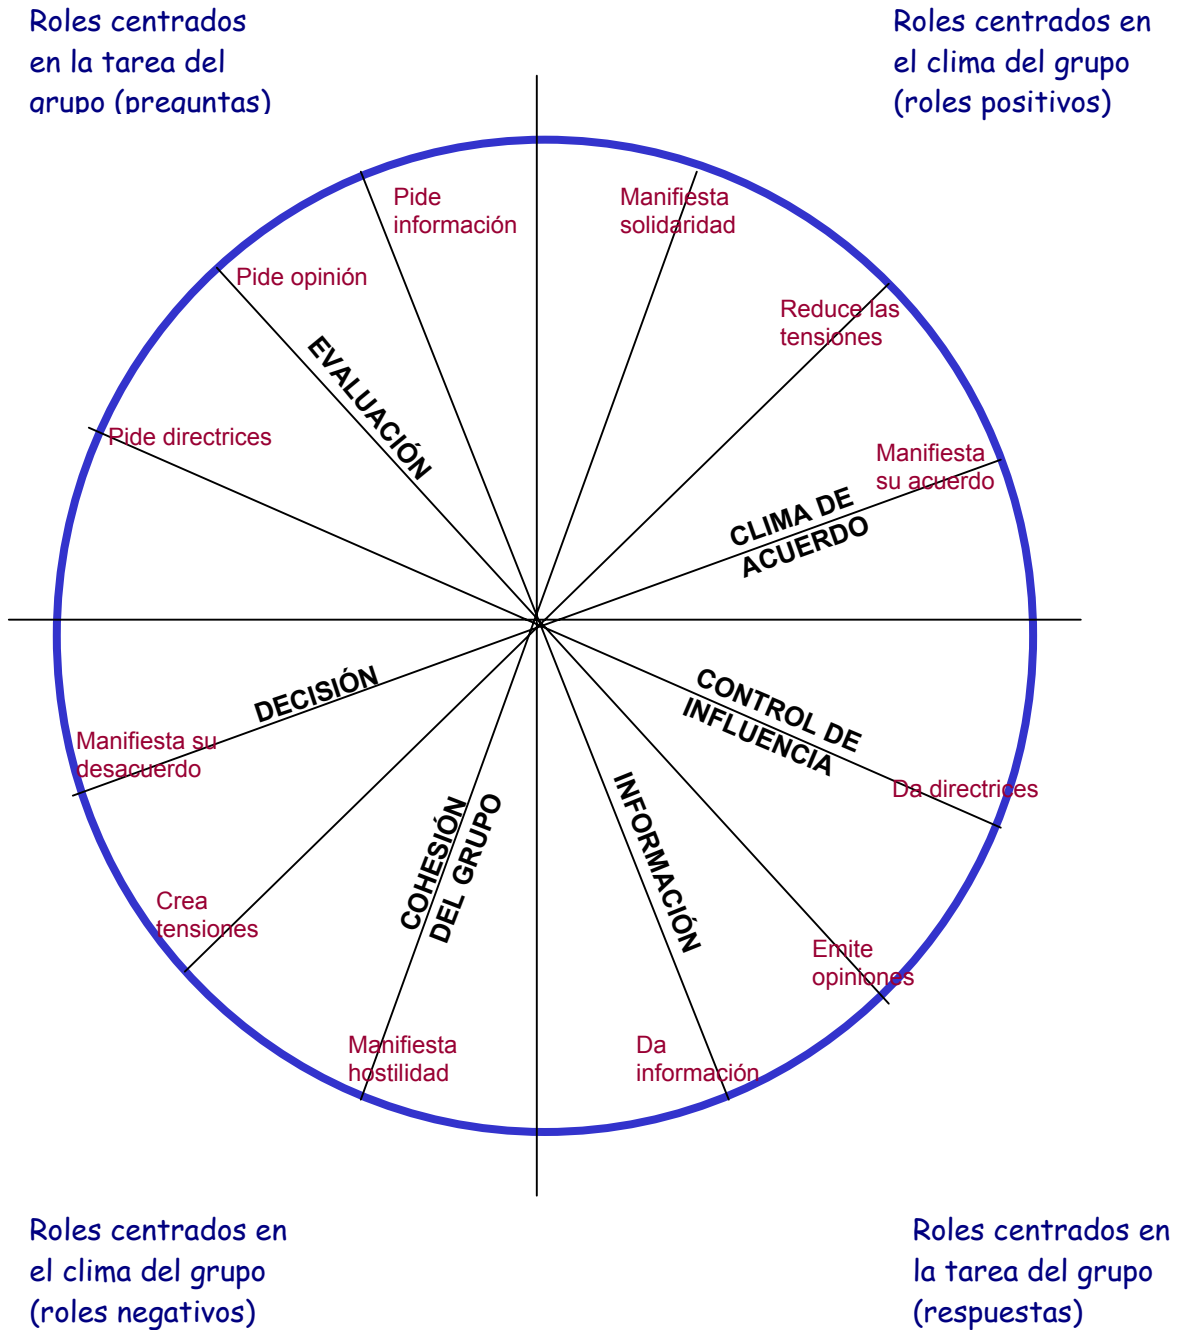 Roles centrados
en la tarea del
grupo (preguntas)
Roles centrados en
el clima del grupo
(roles positivos)
Pide
información
Manifiesta
solidaridad
Pide opinión
Reduce las
tensiones
EVALUACIÓN
Pide directrices
Manifiesta
su acuerdo
CLIMA DE
ACUERDO
DECISIÓN
CONTROL DE
INFLUENCIA
Manifiesta su
desacuerdo
Da directrices
COHESIÓN
DEL GRUPO
INFORMACIÓN
Crea
tensiones
Emite
opiniones
Manifiesta
hostilidad
Da
información
Roles centrados en
el clima del grupo
(roles negativos)
Roles centrados en
la tarea del grupo
(respuestas)